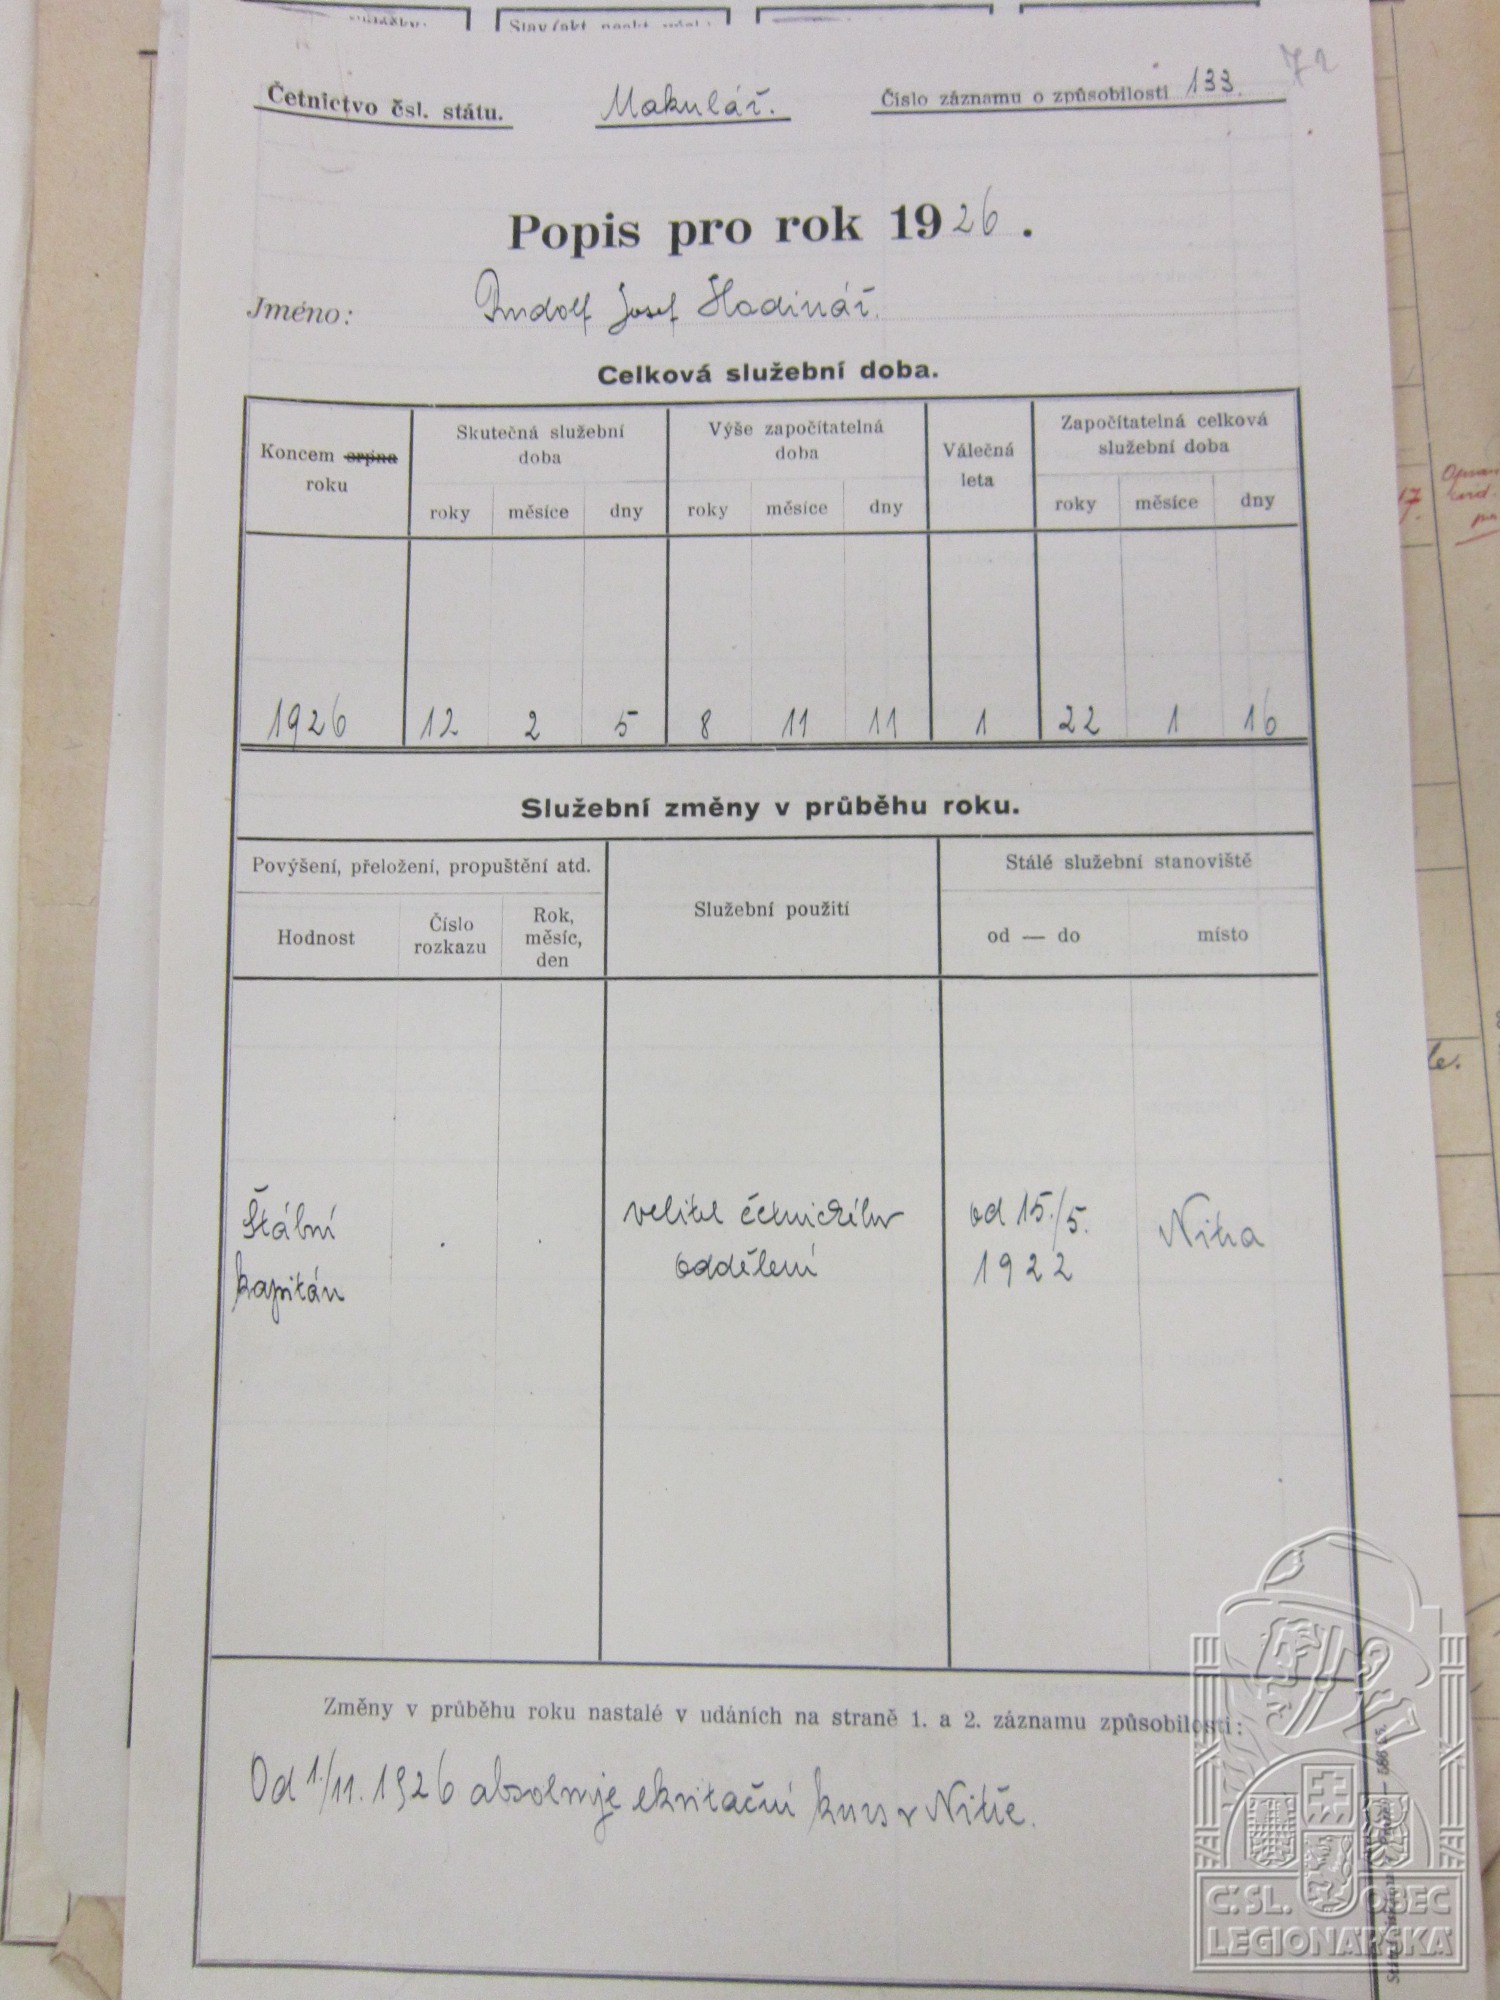 72
Četnictvo čsl. státu.
Makulář.
Číslo záznamu o způsobilosti 133.
Popis pro rok 1926.
Jméno: Rudolf Josef Hodinář.
Celková služební doba.
Koncem srpna roku
Skutečná služební doba
Výše započítatelná doba
Válečná leta
Započítatelná celková služební doba
roky měsíce dny roky měsíce dny roky měsíce dny
1926 12 2 5 8 11 11 1 22 1 16
Služební změny v průběhu roku.
Povýšení, přeložení, propuštění atd.
Služební použití
Stálé služební stanoviště
Hodnost
Číslo rozkazu
Rok, měsíc, den
od — do
místo
Štábní velitel četnického od 15./5. Nitra
kapitán oddělení 1922
Změny v průběhu roku nastalé v udáních na straně 1. a 2. záznamu způsobilosti:
Od 1./11. 1926 absolvuje ekvitační kurs v Nitře.
ČSL. OBEC
LEGIONÁŘSKÁ